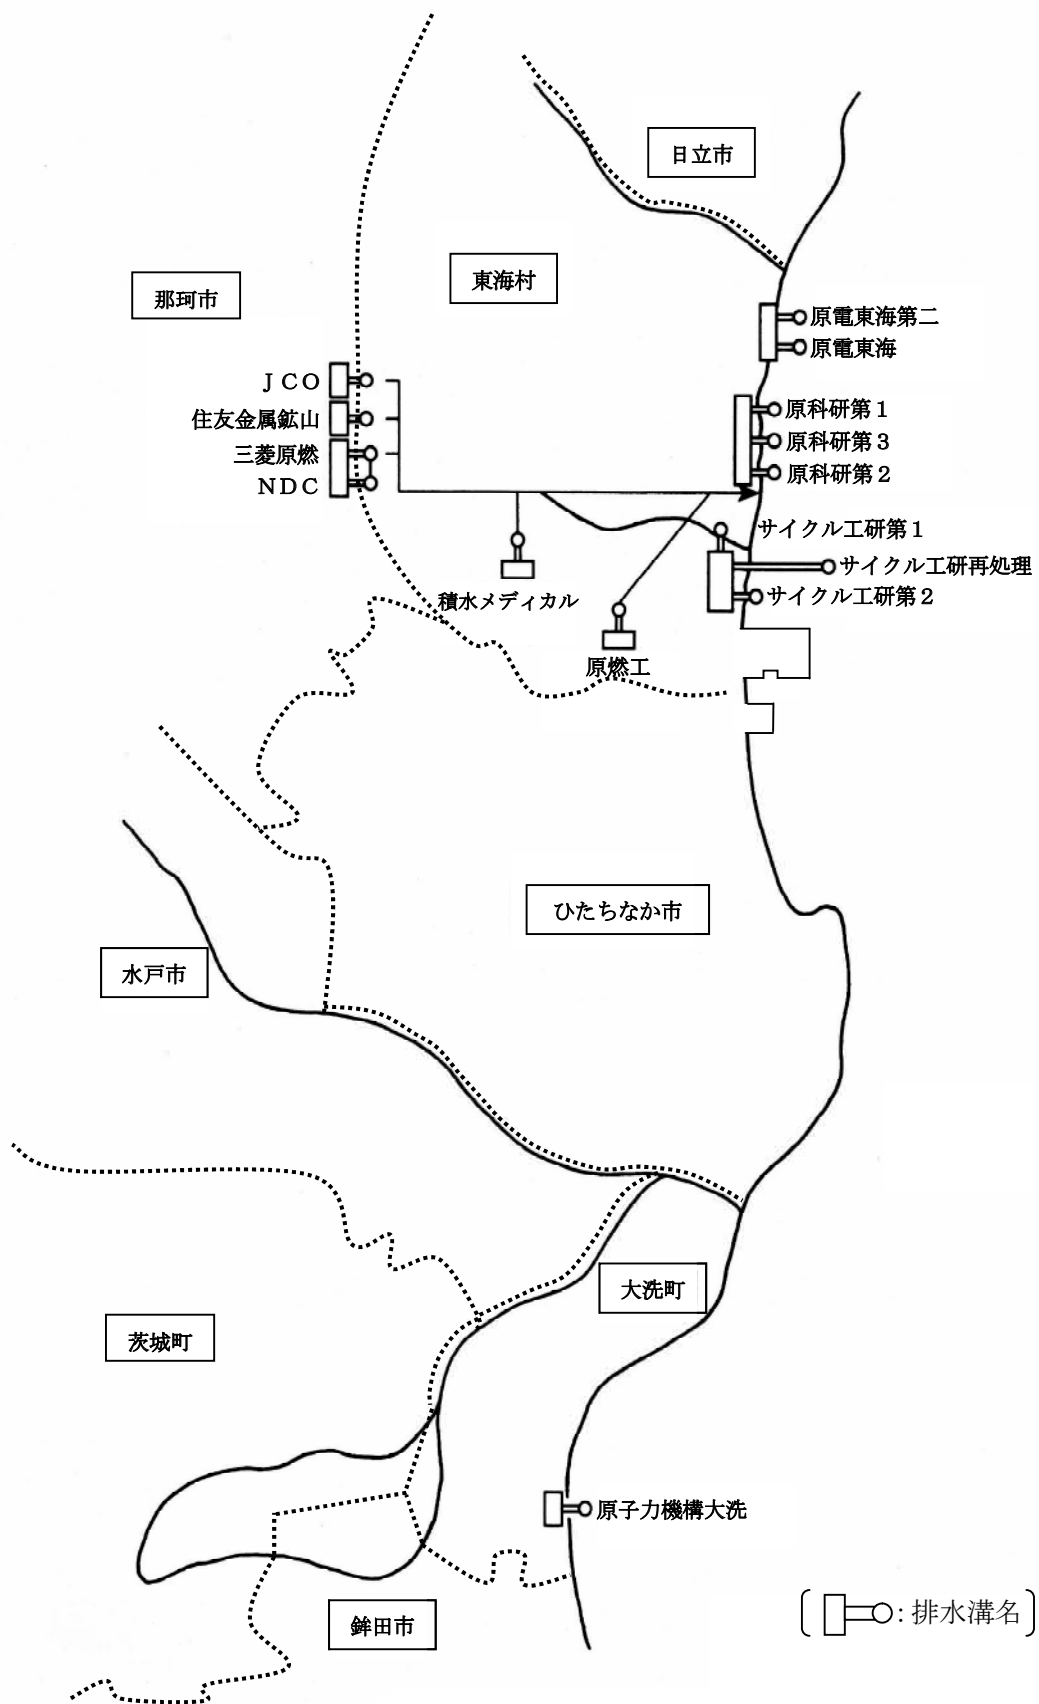 日立市
東海村
那珂市
原電東海第二
原電東海
ＪＣＯ
住友金属鉱山
三菱原燃
ＮＤＣ
原科研第１
原科研第３
原科研第２
サイクル工研第１
サイクル工研再処理
サイクル工研第２
積水メディカル
原燃工
ひたちなか市
水戸市
大洗町
茨城町
原子力機構大洗
鉾田市
：排水溝名